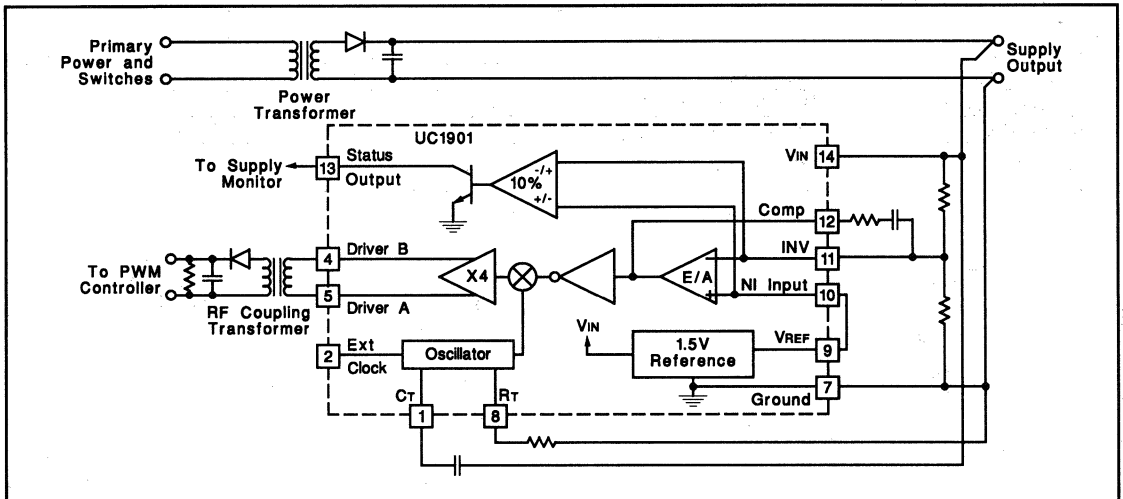 Primary
Power and
Switches
Power
Transformer
Supply
Output
UC1901
To Supply
Monitor
13
Status
Output
10%
-/+
+/-
VIN
14
Comp
12
INV
11
NI Input
10
VREF
9
Ground
7
To PWM
Controller
RF Coupling
Transformer
4
Driver B
5
Driver A
X4
E/A
+
VIN
1.5V
Reference
2
Ext
Clock
Oscillator
CT
RT
1
8